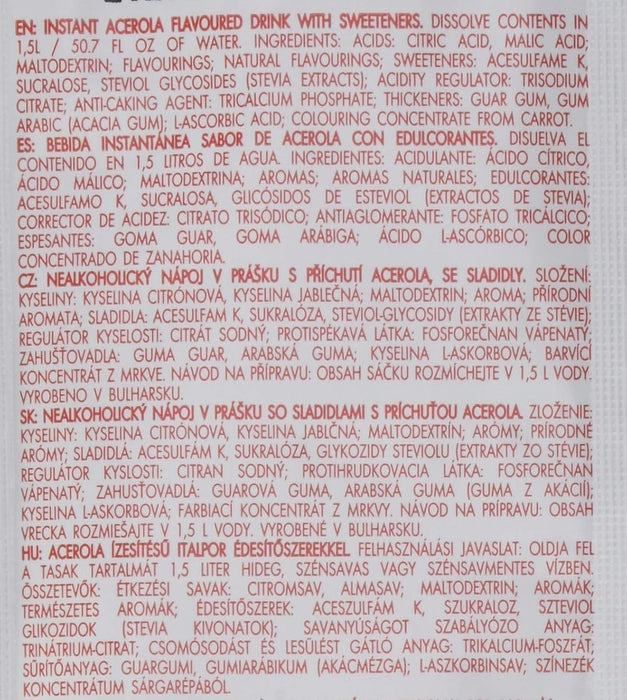 EN: INSTANT ACEROLA FLAVOURED DRINK WITH SWEETENERS. DISSOLVE CONTENTS IN
1,5L / 50.7 FL OZ OF WATER. INGREDIENTS: ACIDS: CITRIC ACID, MALIC ACID;
MALTODEXTRIN; FLAVOURINGS; NATURAL FLAVOURINGS; SWEETENERS: ACESULFAME K,
SUCRALOSE, STEVIOL GLYCOSIDES (STEVIA EXTRACTS); ACIDITY REGULATOR: TRISODIUM
CITRATE; ANTI-CAKING AGENT: TRICALCIUM PHOSPHATE; THICKENERS: GUAR GUM, GUM
ARABIC (ACACIA GUM); L-ASCORBIC ACID; COLOURING CONCENTRATE FROM CARROT.
ES: BEBIDA INSTANTÁNEA SABOR DE ACEROLA CON EDULCORANTES. DISUELVA EL
CONTENIDO EN 1,5 LITROS DE AGUA. INGREDIENTES: ACIDULANTE: ÁCIDO CÍTRICO,
ÁCIDO MÁLICO; MALTODEXTRINA; AROMAS; AROMAS NATURALES; EDULCORANTES:
ACESULFAMO K, SUCRALOSA, GLICÓSIDOS DE ESTEVIOL (EXTRACTOS DE STEVIA);
CORRECTOR DE ACIDEZ: CITRATO TRISÓDICO; ANTIAGLOMERANTE: FOSFATO TRICÁLCICO;
ESPESANTES: GOMA GUAR, GOMA ARÁBIGA; ÁCIDO L-ASCÓRBICO; COLOR
CONCENTRADO DE ZANAHORIA.
CZ: NEALKOHOLICKÝ NÁPOJ V PRÁŠKU S PŘÍCHUTÍ ACEROLA, SE SLADIDLY. SLOŽENÍ:
KYSELINY: KYSELINA CITRÓNOVÁ, KYSELINA JABLEČNÁ; MALTODEXTRIN; AROMA; PŘÍRODNÍ
AROMATA; SLADIDLA: ACESULFAM K, SUKRALÓZA, STEVIOL-GLYCOSIDY (EXTRAKTY ZE STÉVIE);
REGULÁTOR KYSELOSTI: CITRÁT SODNÝ; PROTISPÉKAVÁ LÁTKA: FOSFOREČNAN VÁPENATÝ;
ZAHUŠŤOVADLA: GUMA GUAR, ARABSKÁ GUMA; KYSELINA L-ASKORBOVÁ; BARVÍCÍ
KONCENTRÁT Z MRKVE. NÁVOD NA PŘÍPRAVU: OBSAH SÁČKU ROZMÍCHEJTE V 1,5 L VODY.
VYROBENO V BULHARSKU.
SK: NEALKOHOLICKÝ NÁPOJ V PRÁŠKU SO SLADIDLAMI S PRÍCHUŤOU ACEROLA. ZLOŽENIE:
KYSELINY: KYSELINA CITRÓNOVÁ, KYSELINA JABLČNÁ; MALTODEXTRÍN; ARÓMY; PRÍRODNÉ
ARÓMY; SLADIDLÁ: ACESULFÁM K, SUKRALÓZA, GLYKOZIDY STEVIOLU (EXTRAKTY ZO STÉVIE);
REGULÁTOR KYSLOSTI: CITRAN SODNÝ; PROTIHRUDKOVACIA LÁTKA: FOSFOREČNAN
VÁPENATÝ; ZAHUSŤOVADLÁ: GUAROVÁ GUMA, ARABSKÁ GUMA (GUMA Z AKÁCIÍ);
KYSELINA L-ASKORBOVÁ; FARBIACÍ KONCENTRÁT Z MRKVY. NÁVOD NA PRÍPRAVU: OBSAH
VRECKA ROZMIEŠAJTE V 1,5 L VODY. VYROBENÉ V BULHARSKU.
HU: ACEROLA ÍZESÍTÉSŰ ITALPOR ÉDESÍTŐSZEREKKEL. FELHASZNÁLÁSI JAVASLAT: OLDJA FEL
A TASAK TARTALMÁT 1,5 LITER HIDEG, SZÉNSAVAS VAGY SZÉNSAVMENTES VÍZBEN.
ÖSSZETEVŐK: ÉTKEZÉSI SAVAK: CITROMSAV, ALMASAV; MALTODEXTRIN; AROMÁK;
TERMÉSZETES AROMÁK; ÉDESÍTŐSZEREK: ACESZULFÁM K, SZUKRALÓZ, SZTEVIOL
GLIKOZIDOK (STEVIA KIVONATOK); SAVANYÚSÁGOT SZABÁLYOZO ANYAG:
TRINÁTRIUM-CITRAT; CSOMÓSODÁST ÉS LESÜLÉST GÁTLÓ ANYAG: TRIKALCIUM-FOSZFÁT;
SŰRÍTŐANYAG: GUARGUMI, GUMIARÁBIKUM (AKÁCMÉZGA); L-ASZKORBINSAV; SZÍNEZÉK
KONCENTRÁTUM SÁRGARÉPÁBÓL.